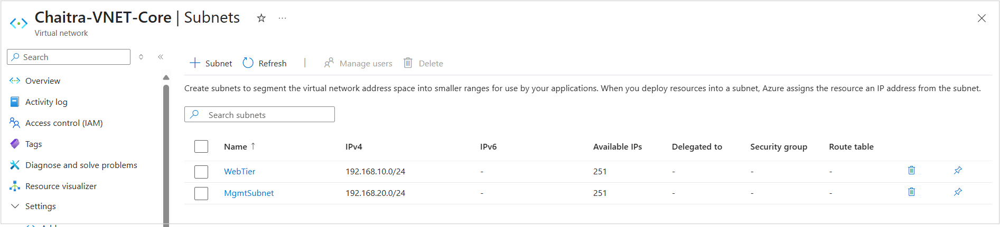 Chaitra-VNET-Core | Subnets ☆ ...
Virtual network
Search
Overview
Activity log
Access control (IAM)
Tags
Diagnose and solve problems
Resource visualizer
Settings
+ Subnet Refresh | Manage users Delete
Create subnets to segment the virtual network address space into smaller ranges for use by your applications. When you deploy resources into a subnet, Azure assigns the resource an IP address from the subnet.
Search subnets
Name ↑ IPv4 IPv6 Available IPs Delegated to Security group Route table
WebTier 192.168.10.0/24 - 251 - - -
MgmtSubnet 192.168.20.0/24 - 251 - - -